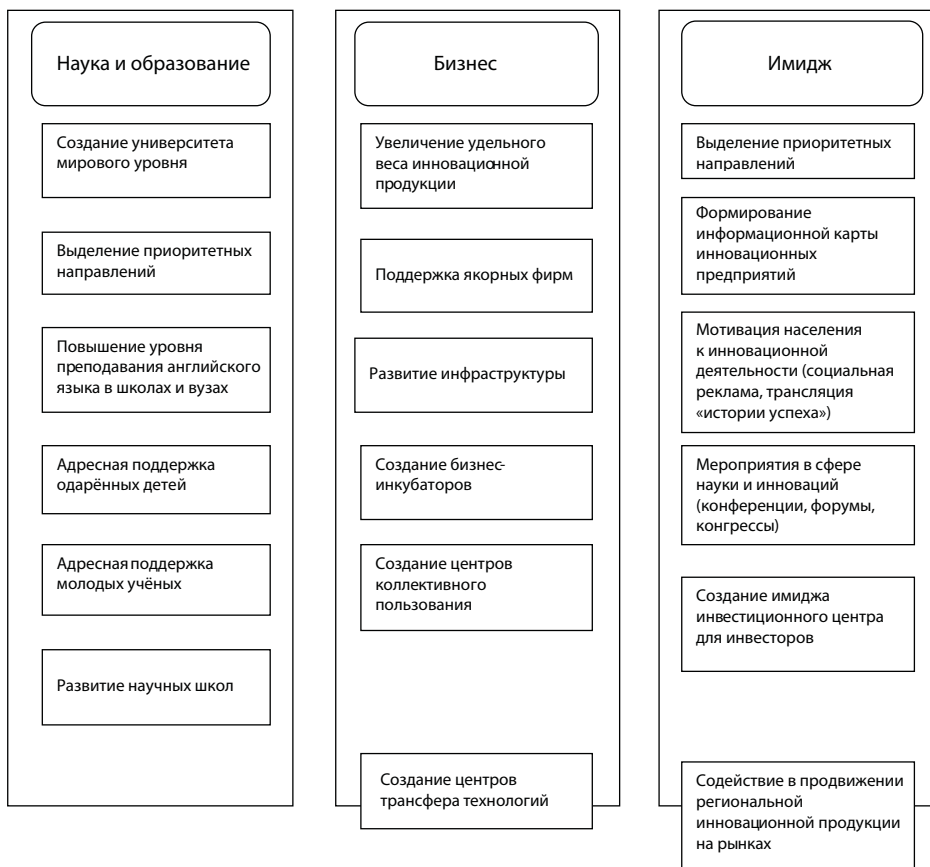 Наука и образование
Создание университета
мирового уровня
Выделение приоритетных
направлений
Повышение уровня
преподавания английского
языка в школах и вузах
Адресная поддержка
одарённых детей
Адресная поддержка
молодых учёных
Развитие научных школ
Бизнес
Увеличение удельного
веса инновационной
продукции
Поддержка якорных фирм
Развитие инфраструктуры
Создание бизнес-
инкубаторов
Создание центров
коллективного
пользования
Создание центров
трансфера технологий
Имидж
Выделение приоритетных
направлений
Формирование
информационной карты
инновационных
предприятий
Мотивация населения
к инновационной
деятельности (социальная
реклама, трансляция
«истории успеха»)
Мероприятия в сфере
науки и инноваций
(конференции, форумы,
конгрессы)
Создание имиджа
инвестиционного центра
для инвесторов
Содействие в продвижении
региональной
инновационной продукции
на рынках